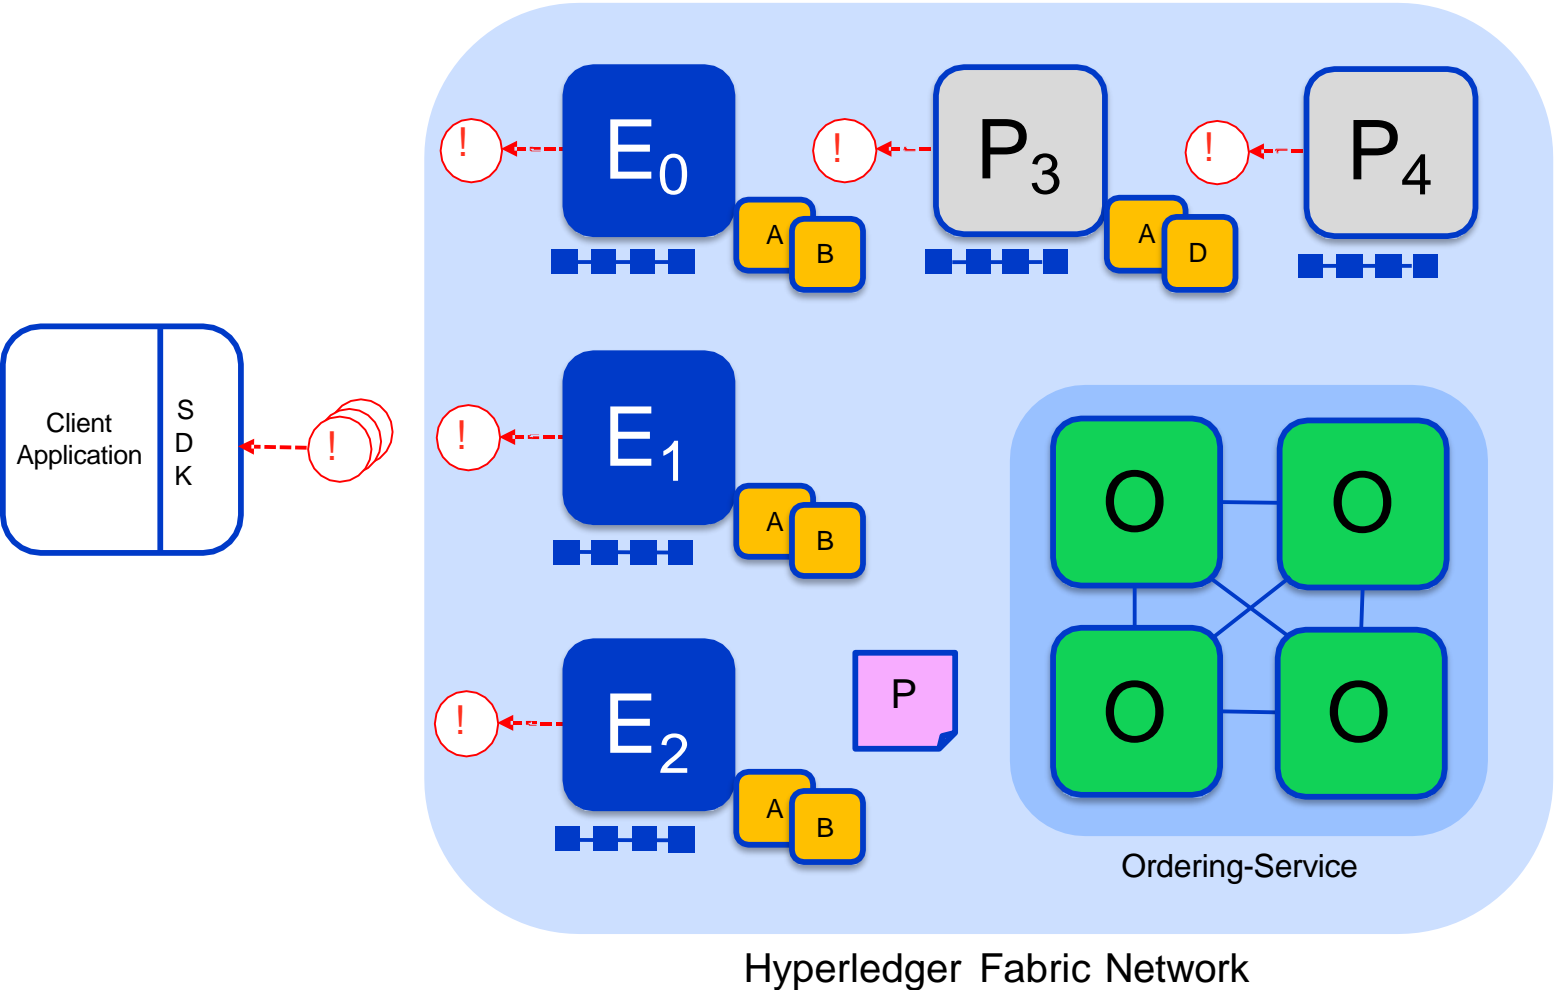 !
E0
A
B
!
P3
A
D
!
P4
Client
Application
S
D
K
!
!
E1
A
B
O
O
O
O
!
E2
A
B
P
Ordering-Service
Hyperledger Fabric Network